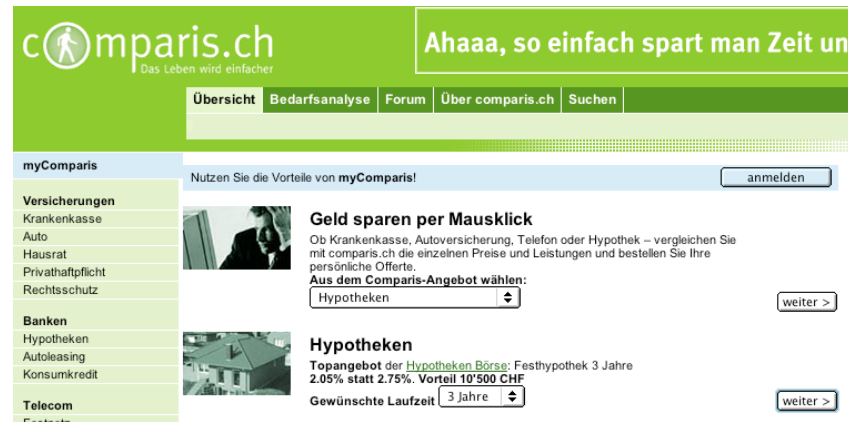 comparis.ch
Das Leben wird einfacher
Ahaaa, so einfach spart man Zeit un
Übersicht Bedarfsanalyse Forum Über comparis.ch Suchen
myComparis
Nutzen Sie die Vorteile von myComparis!
anmelden
Versicherungen
Krankenkasse
Auto
Hausrat
Privathaftpflicht
Rechtsschutz
Banken
Hypotheken
Autoleasing
Konsumkredit
Telecom
Geld sparen per Mausklick
Ob Krankenkasse, Autoversicherung, Telefon oder Hypothek – vergleichen Sie
mit comparis.ch die einzelnen Preise und Leistungen und bestellen Sie Ihre
persönliche Offerte.
Aus dem Comparis-Angebot wählen:
Hypotheken
weiter >
Hypotheken
Topangebot der Hypotheken Börse: Festhypothek 3 Jahre
2.05% statt 2.75%. Vorteil 10'500 CHF
Gewünschte Laufzeit 3 Jahre
weiter >